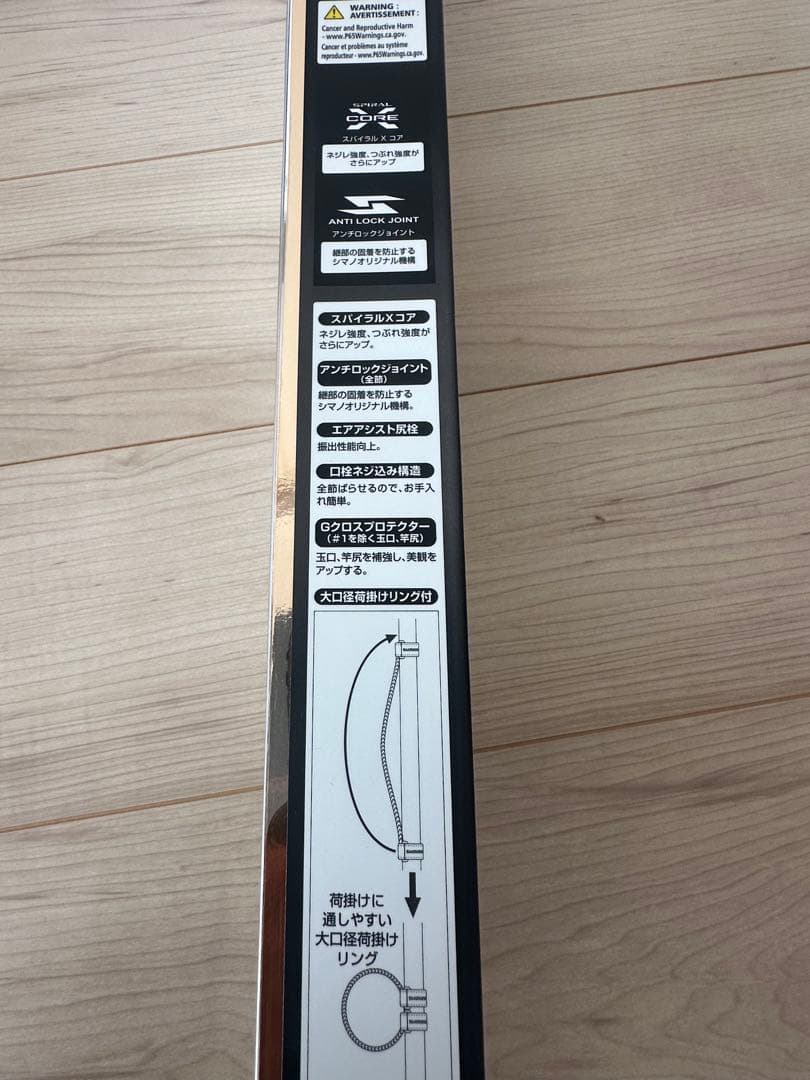 WARNING :
AVERTISSEMENT :
Cancer and Reproductive Harm
- www.P65Warnings.ca.gov.
Cancer et problèmes au système
reproducteur - www.P65Warnings.ca.gov.
SPIRAL
X
CORE
スパイラル X コア
ネジレ強度、つぶれ強度が
さらにアップ
ANTI LOCK JOINT
アンチロックジョイント
継部の固着を防止する
シマノオリジナル機構
スパイラルXコア
ネジレ強度、つぶれ強度が
さらにアップ。
アンチロックジョイント
(全節)
継部の固着を防止する
シマノオリジナル機構。
エアアシスト尻栓
振出性能向上。
口栓ネジ込み構造
全節ばらせるので、お手入
れ簡単。
Gクロスプロテクター
(#1を除く玉口、竿尻)
玉口、竿尻を補強し、美観を
アップする。
大口径荷掛けリング付
SHIMANO
SHIMANO
荷掛けに
通しやすい
大口径荷掛け
リング
SHIMANO
SHIMANO